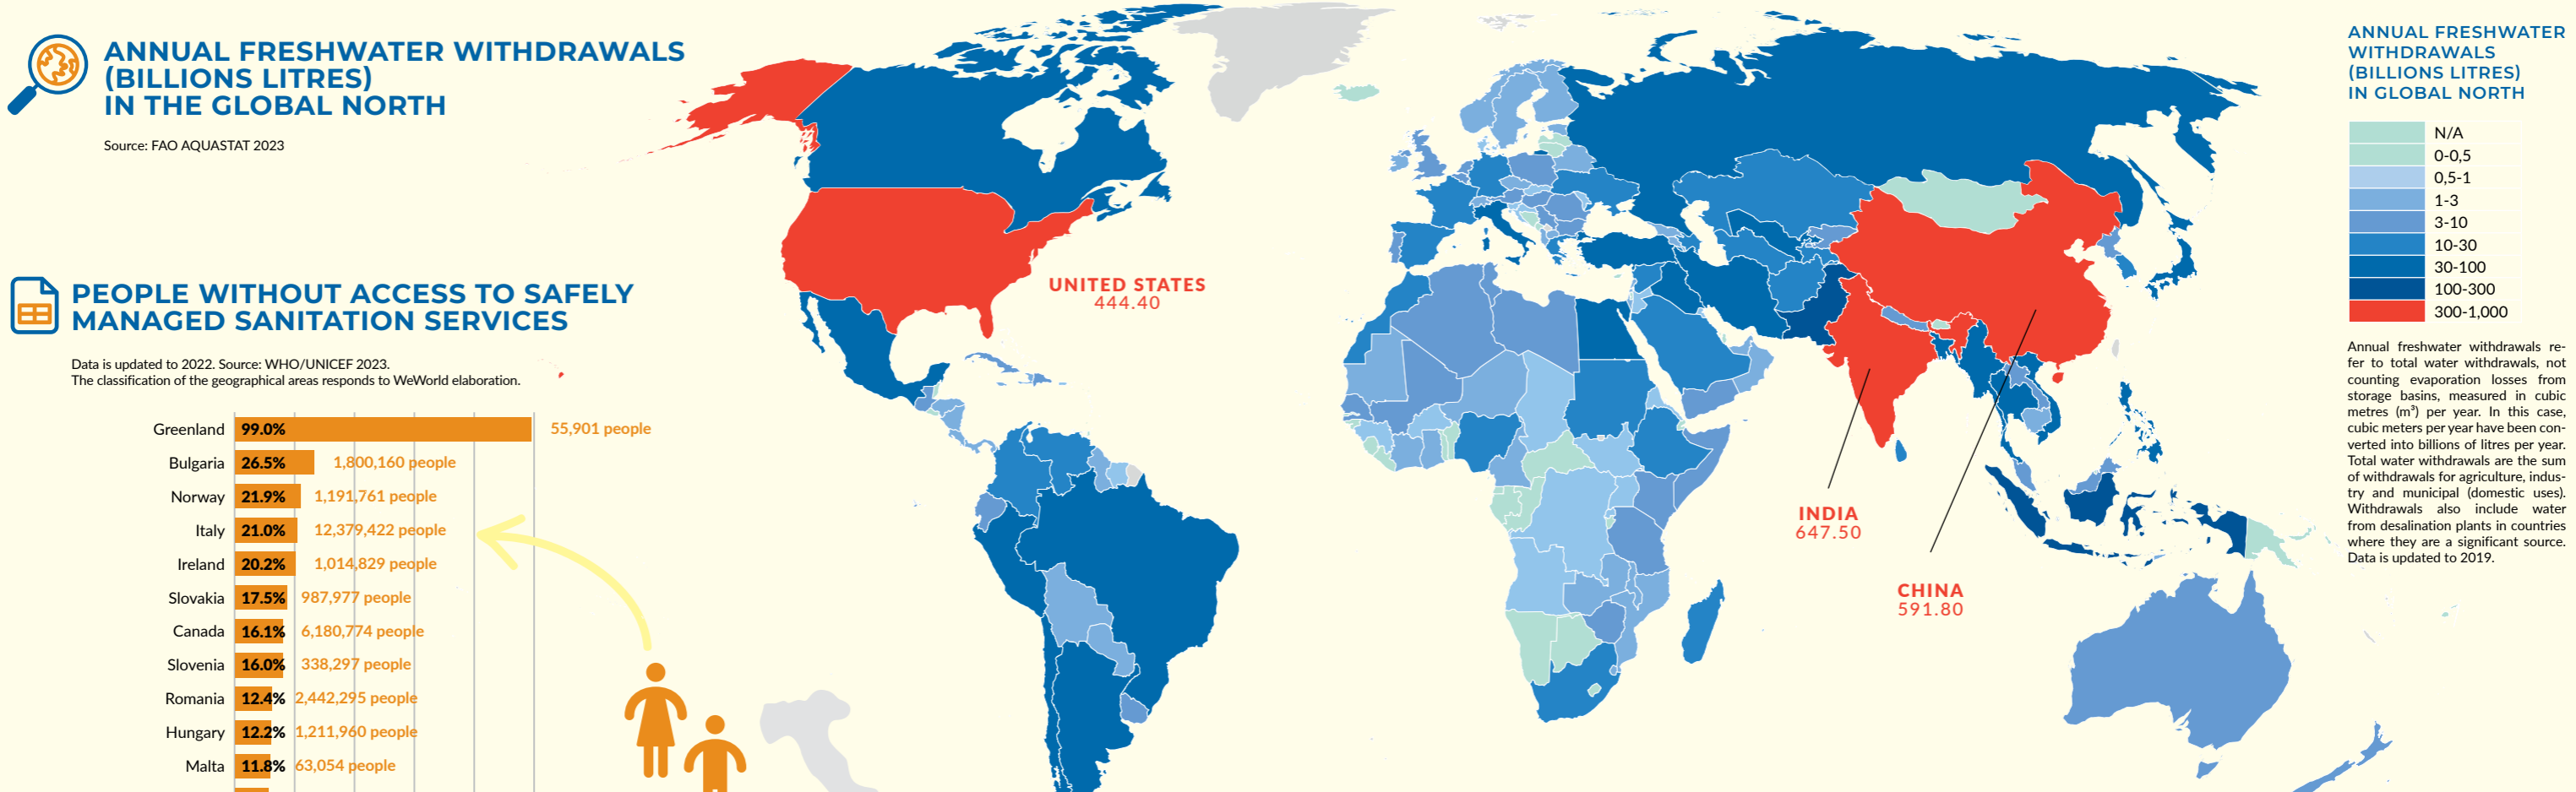 ANNUAL FRESHWATER WITHDRAWALS
(BILLIONS LITRES)
IN THE GLOBAL NORTH
Source: FAO AQUASTAT 2023
PEOPLE WITHOUT ACCESS TO SAFELY
MANAGED SANITATION SERVICES
Data is updated to 2022. Source: WHO/UNICEF 2023.
The classification of the geographical areas responds to WeWorld elaboration.
Greenland 99.0% 55,901 people
Bulgaria 26.5% 1,800,160 people
Norway 21.9% 1,191,761 people
Italy 21.0% 12,379,422 people
Ireland 20.2% 1,014,829 people
Slovakia 17.5% 987,977 people
Canada 16.1% 6,180,774 people
Slovenia 16.0% 338,297 people
Romania 12.4% 2,442,295 people
Hungary 12.2% 1,211,960 people
Malta 11.8% 63,054 people
UNITED STATES
444.40
INDIA
647.50
CHINA
591.80
ANNUAL FRESHWATER
WITHDRAWALS
(BILLIONS LITRES)
IN GLOBAL NORTH
N/A
0-0,5
0,5-1
1-3
3-10
10-30
30-100
100-300
300-1,000
Annual freshwater withdrawals re-
fer to total water withdrawals, not
counting evaporation losses from
storage basins, measured in cubic
metres (m³) per year. In this case,
cubic meters per year have been con-
verted into billions of litres per year.
Total water withdrawals are the sum
of withdrawals for agriculture, indus-
try and municipal (domestic uses).
Withdrawals also include water
from desalination plants in countries
where they are a significant source.
Data is updated to 2019.